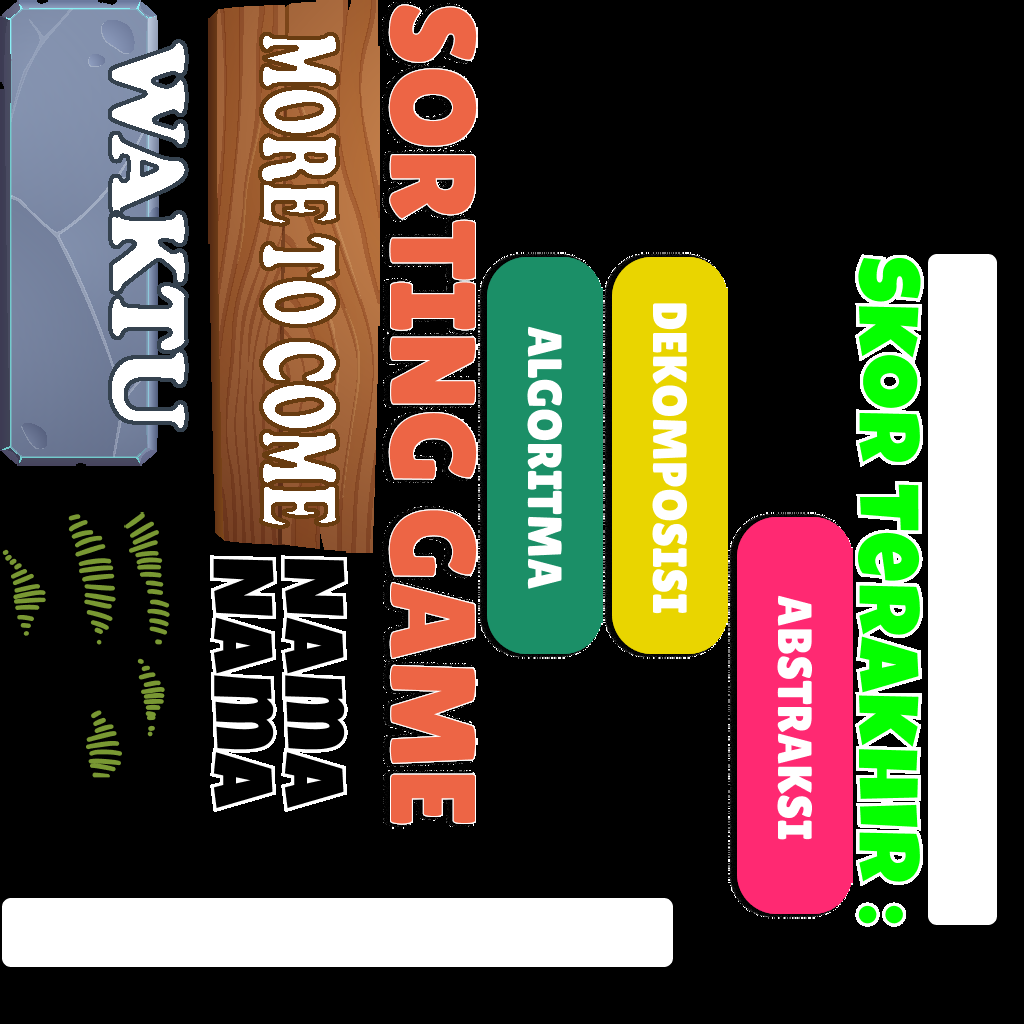 WAKTU
MORE TO COME
SORTING GAME
ALGORITMA
DEKOMPOSISI
ABSTRAKSI
SKOR TeRAKHIR :
NAmA
NAmA